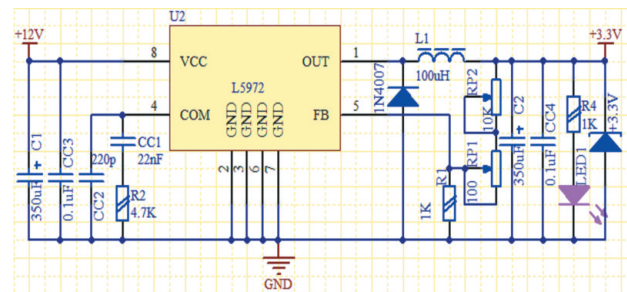 U2
+12V
+3.3V
8
VCC
OUT
1
L1
L5972
100uH
1N4007
RP2
4
COM
FB
5
GND
GND
GND
GND
10K
C2
CC4
R4
1K
+3.3V
C1
CC3
220p
CC1
22nF
2
3
6
7
RP1
100
R1
1K
350uF
0.1uF
LED1
350uF
0.1uF
CC2
R2
4.7K
GND